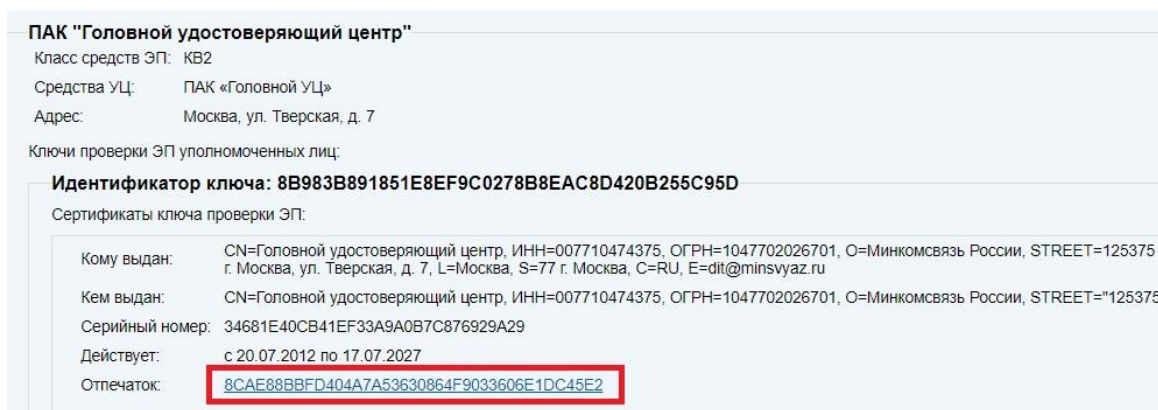 ПАК "Головной удостоверяющий центр"
Класс средств ЭП: КВ2
Средства УЦ: ПАК «Головной УЦ»
Адрес: Москва, ул. Тверская, д. 7
Ключи проверки ЭП уполномоченных лиц:
Идентификатор ключа: 8B983B891851E8EF9C0278B8EAC8D420B255C95D
Сертификаты ключа проверки ЭП:
Кому выдан: CN=Головной удостоверяющий центр, ИНН=007710474375, ОГРН=1047702026701, O=Минкомсвязь России, STREET=125375
г. Москва, ул. Тверская, д. 7, L=Москва, S=77 г. Москва, C=RU, E=dit@minsvyaz.ru
Кем выдан: CN=Головной удостоверяющий центр, ИНН=007710474375, ОГРН=1047702026701, O=Минкомсвязь России, STREET="125375
Серийный номер: 34681E40CB41EF33A9A0B7C876929A29
Действует: с 20.07.2012 по 17.07.2027
Отпечаток: 8CAE88BBFD404A7A53630864F9033606E1DC45E2